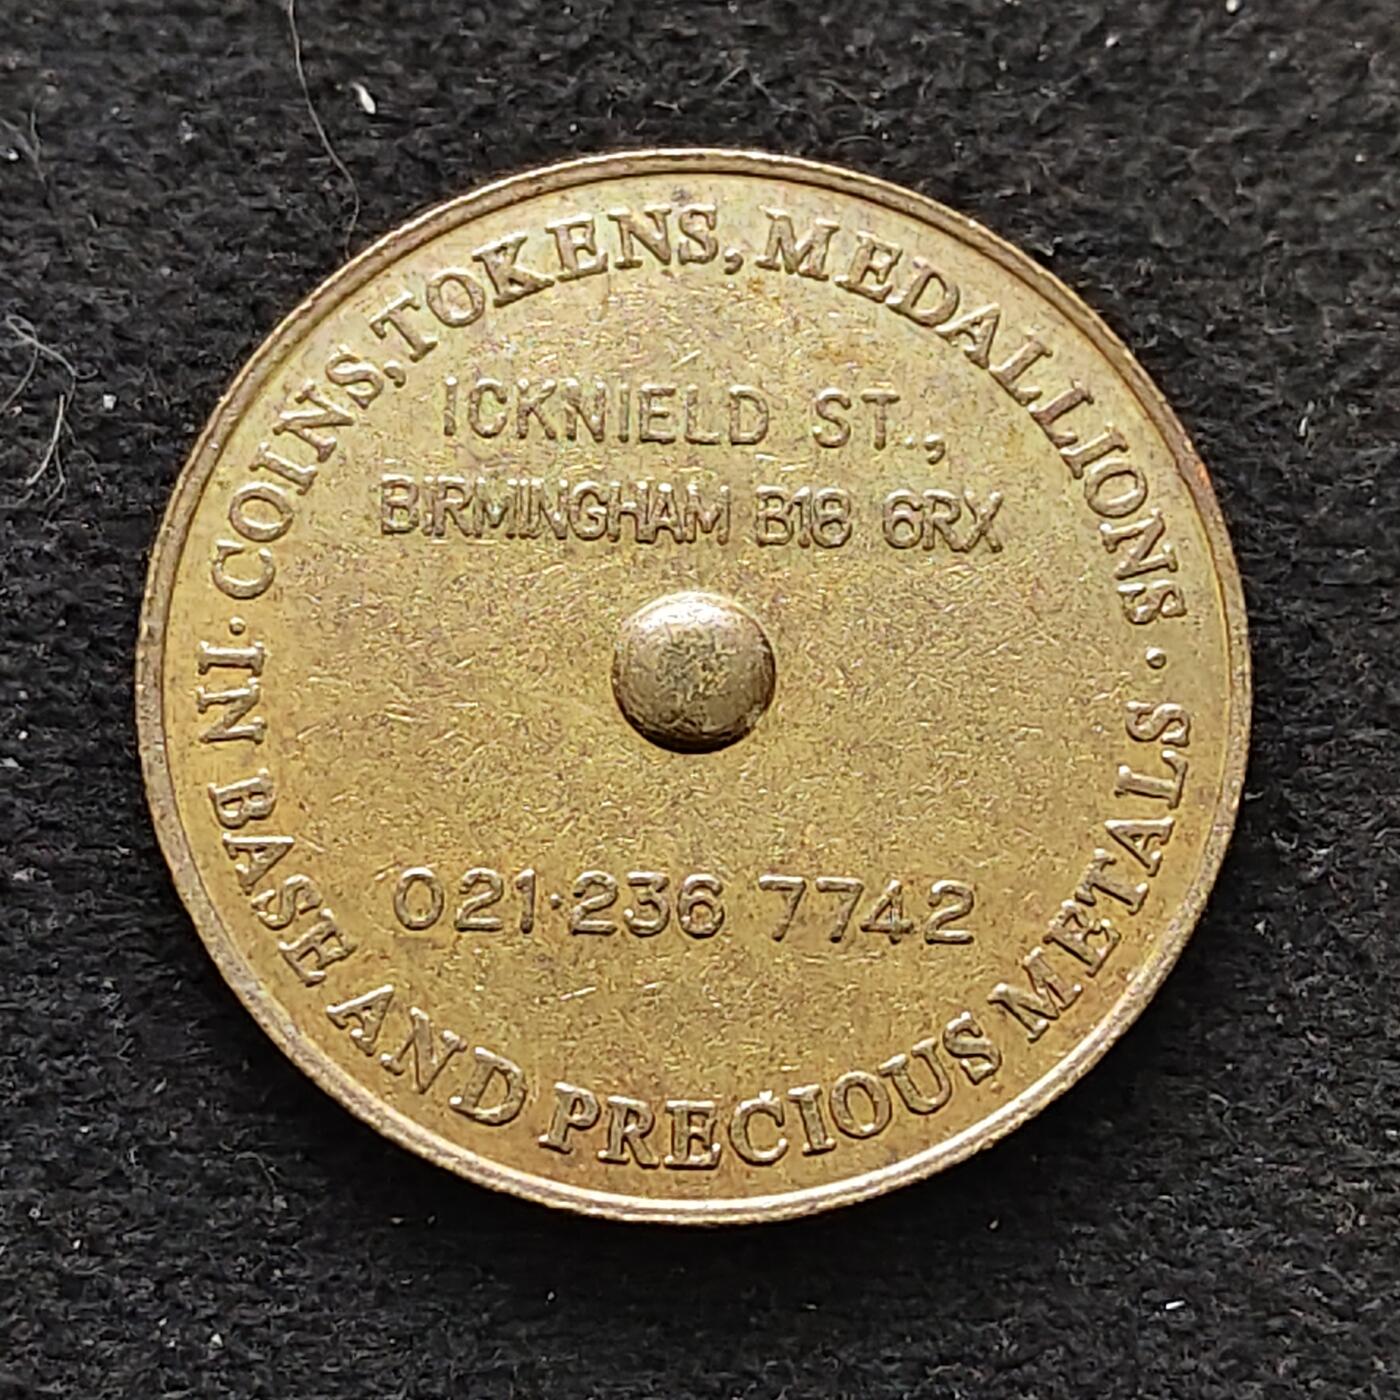 · COINS, TOKENS, MEDALLIONS ·
ICKNIELD ST.,
BIRMINGHAM B18 6RX
021·236 7742
IN BASE AND PRECIOUS METALS